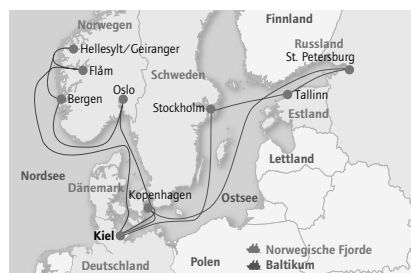 Finnland
Norwegen
Hellesylt/Geiranger
Russland
St. Petersburg
Flåm
Schweden
Oslo
Bergen
Stockholm
Tallinn
Estland
Lettland
Nordsee
Dänemark
Kopenhagen
Ostsee
Kiel
Norwegische Fjorde
Polen
Baltikum
Deutschland